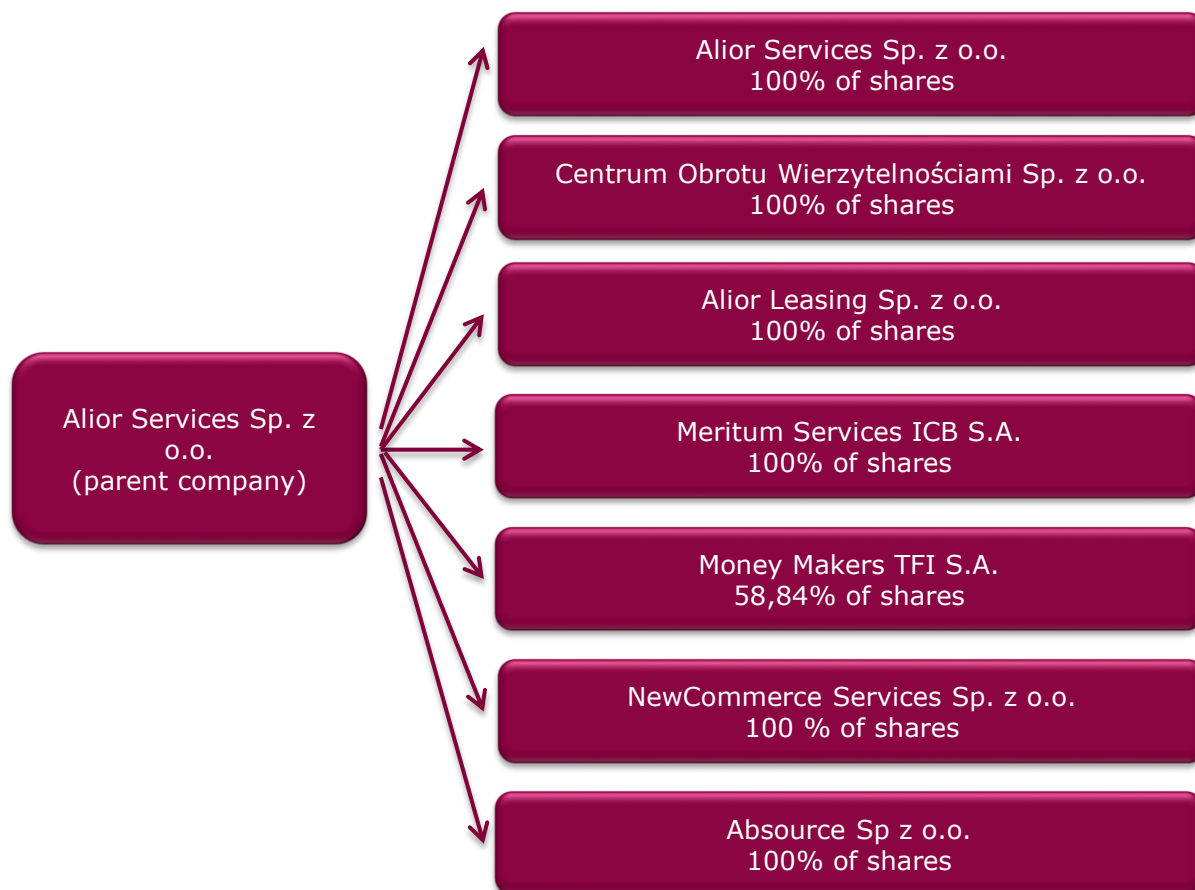 Alior Services Sp. z o.o.
100% of shares
Centrum Obrotu Wierzytelnościami Sp. z o.o.
100% of shares
Alior Leasing Sp. z o.o.
100% of shares
Alior Services Sp. z
o.o.
(parent company)
Meritum Services ICB S.A.
100% of shares
Money Makers TFI S.A.
58,84% of shares
NewCommerce Services Sp. z o.o.
100 % of shares
Absource Sp z o.o.
100% of shares